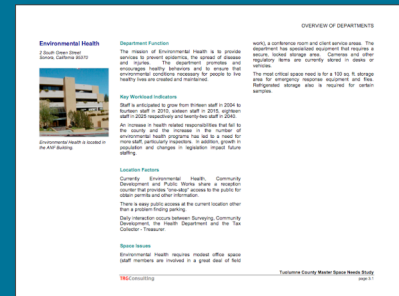 OVERVIEW OF DEPARTMENTS
Environmental Health
2 South Green Street
Sonora, California 95370
Environmental Health is located in
the ANF Building.
Department Function
The mission of Environmental Health is to provide
services to prevent epidemics, the spread of disease
and injuries. The department promotes and
encourages healthy behaviors and to ensure that
environmental conditions necessary for people to live
healthy lives are created and maintained.
Key Workload Indicators
Staff is anticipated to grow from thirteen staff in 2004 to
fourteen staff in 2010, sixteen staff in 2015, eighteen
staff in 2025 respectively and twenty-two staff in 2040.
An increase in health related responsibilities that fall to
the county and the increase in the number of
environmental health programs has led to a need for
more staff, particularly inspectors. In addition, growth in
population and changes in legislation impact future
staffing.
Location Factors
Currently Environmental Health, Community
Development and Public Works share a reception
counter that provides "one-stop" access to the public for
obtain permits and other information.
There is easy public access at the current location other
than a problem finding parking.
Daily interaction occurs between Surveying, Community
Development, the Health Department and the Tax
Collector - Treasurer.
Space Issues
Environmental Health requires modest office space
(staff members are involved in a great deal of field
work), a conference room and client service areas. The
department has specialized equipment that requires a
secure, locked storage area. Cameras and other
regulatory items are currently stored in desks or
vehicles.
The most critical space need is for a 100 sq. ft. storage
area for emergency response equipment and files.
Refrigerated storage also is required for certain
samples.
TRGConsulting
Tuolumne County Master Space Needs Study
page 3.1